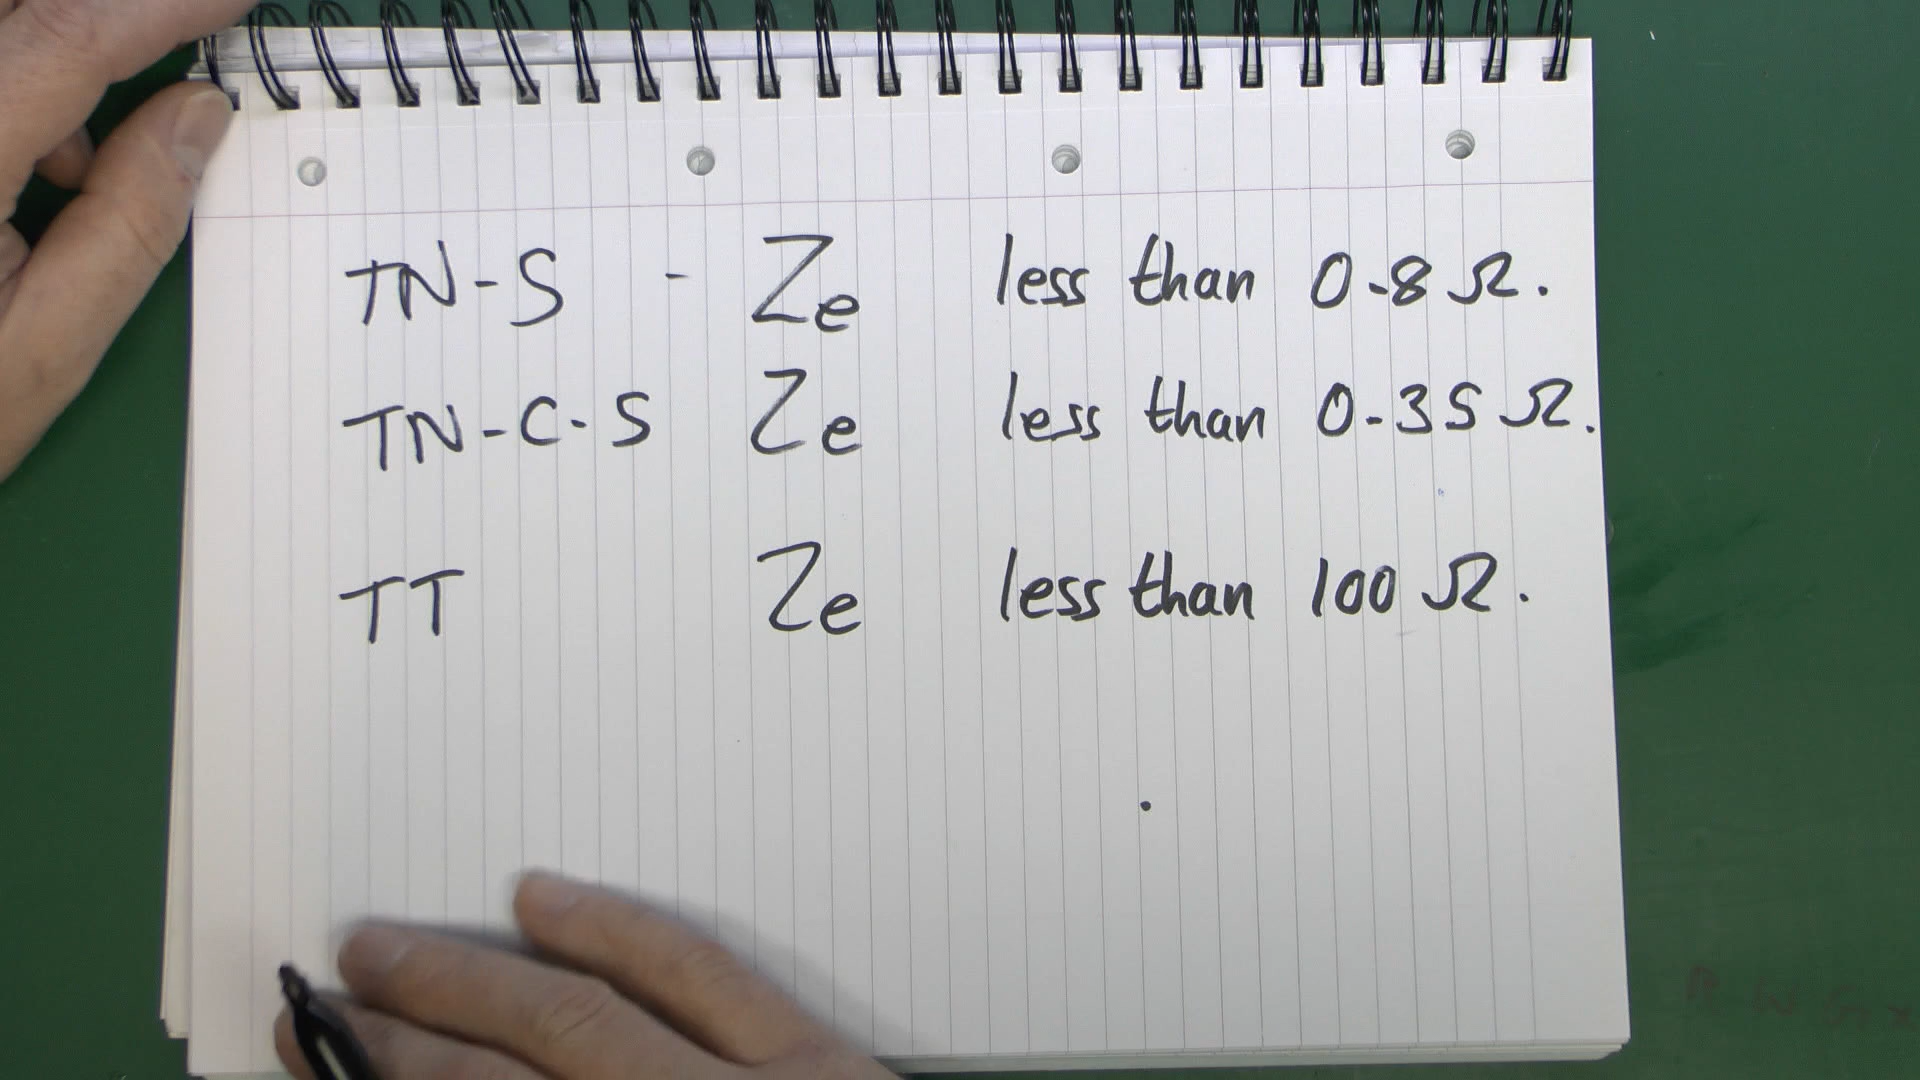 TN-S - Ze less than 0.8 Ω.
TN-C-S Ze less than 0.35 Ω.
TT Ze less than 100 Ω.